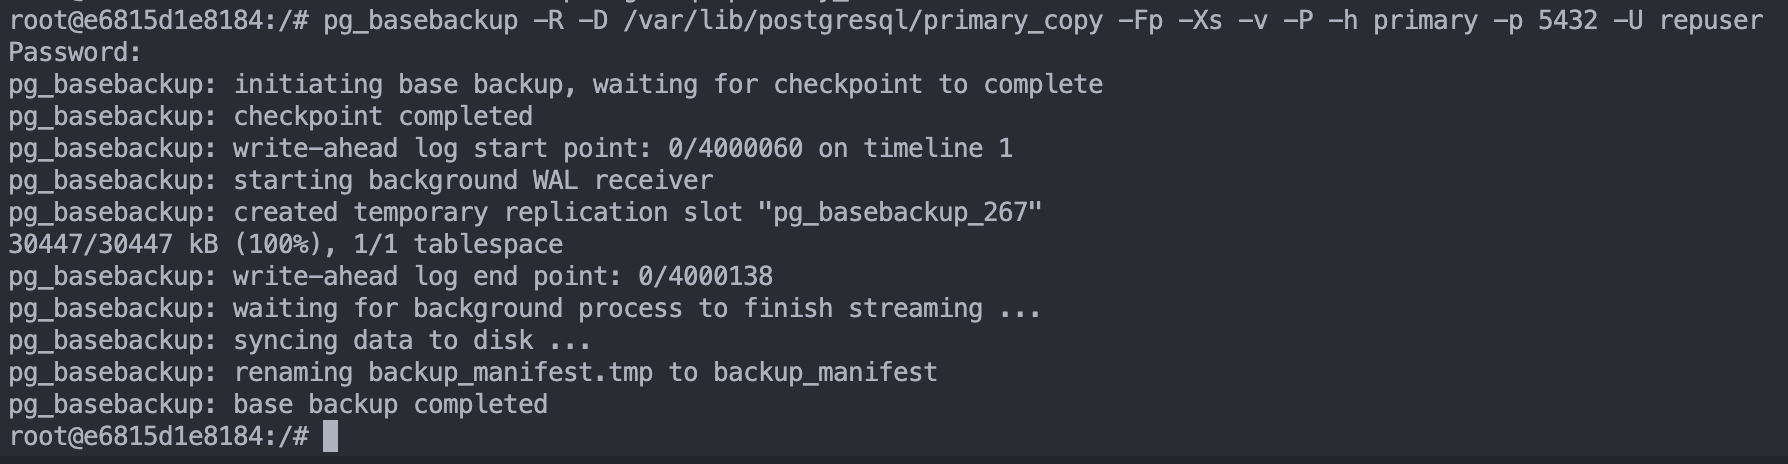 root@e6815d1e8184:/# pg_basebackup -R -D /var/lib/postgresql/primary_copy -Fp -Xs -v -P -h primary -p 5432 -U repuser
Password:
pg_basebackup: initiating base backup, waiting for checkpoint to complete
pg_basebackup: checkpoint completed
pg_basebackup: write-ahead log start point: 0/4000060 on timeline 1
pg_basebackup: starting background WAL receiver
pg_basebackup: created temporary replication slot "pg_basebackup_267"
30447/30447 kB (100%), 1/1 tablespace
pg_basebackup: write-ahead log end point: 0/4000138
pg_basebackup: waiting for background process to finish streaming ...
pg_basebackup: syncing data to disk ...
pg_basebackup: renaming backup_manifest.tmp to backup_manifest
pg_basebackup: base backup completed
root@e6815d1e8184:/#